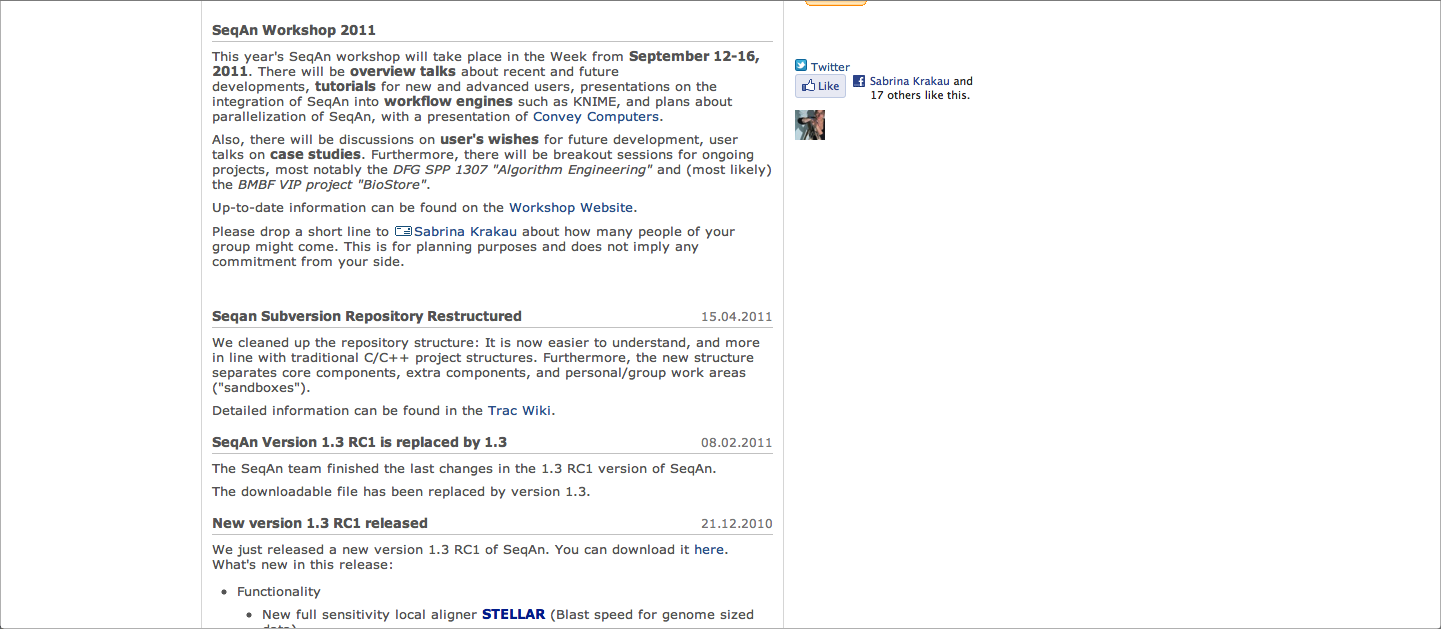 SeqAn Workshop 2011
This year's SeqAn workshop will take place in the Week from September 12-16,
2011. There will be overview talks about recent and future
developments, tutorials for new and advanced users, presentations on the
integration of SeqAn into workflow engines such as KNIME, and plans about
parallelization of SeqAn, with a presentation of Convey Computers.
Also, there will be discussions on user's wishes for future development, user
talks on case studies. Furthermore, there will be breakout sessions for ongoing
projects, most notably the DFG SPP 1307 "Algorithm Engineering" and (most likely)
the BMBF VIP project "BioStore".
Up-to-date information can be found on the Workshop Website.
Please drop a short line to Sabrina Krakau about how many people of your
group might come. This is for planning purposes and does not imply any
commitment from your side.
Seqan Subversion Repository Restructured 15.04.2011
We cleaned up the repository structure: It is now easier to understand, and more
in line with traditional C/C++ project structures. Furthermore, the new structure
separates core components, extra components, and personal/group work areas
("sandboxes").
Detailed information can be found in the Trac Wiki.
SeqAn Version 1.3 RC1 is replaced by 1.3 08.02.2011
The SeqAn team finished the last changes in the 1.3 RC1 version of SeqAn.
The downloadable file has been replaced by version 1.3.
New version 1.3 RC1 released 21.12.2010
We just released a new version 1.3 RC1 of SeqAn. You can download it here.
What's new in this release:
• Functionality
• New full sensitivity local aligner STELLAR (Blast speed for genome sized
Twitter
Like
Sabrina Krakau and
17 others like this.